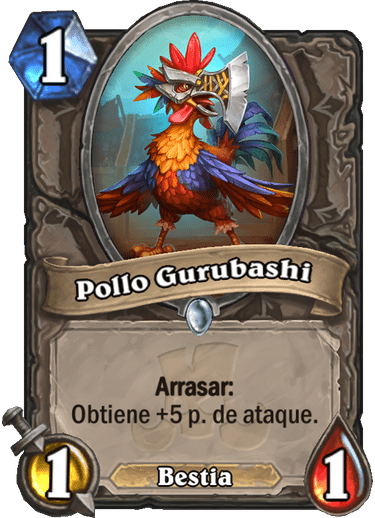 1
Pollo Gurubashi
Arrasar:
Obtiene +5 p. de ataque.
1
Bestia
1